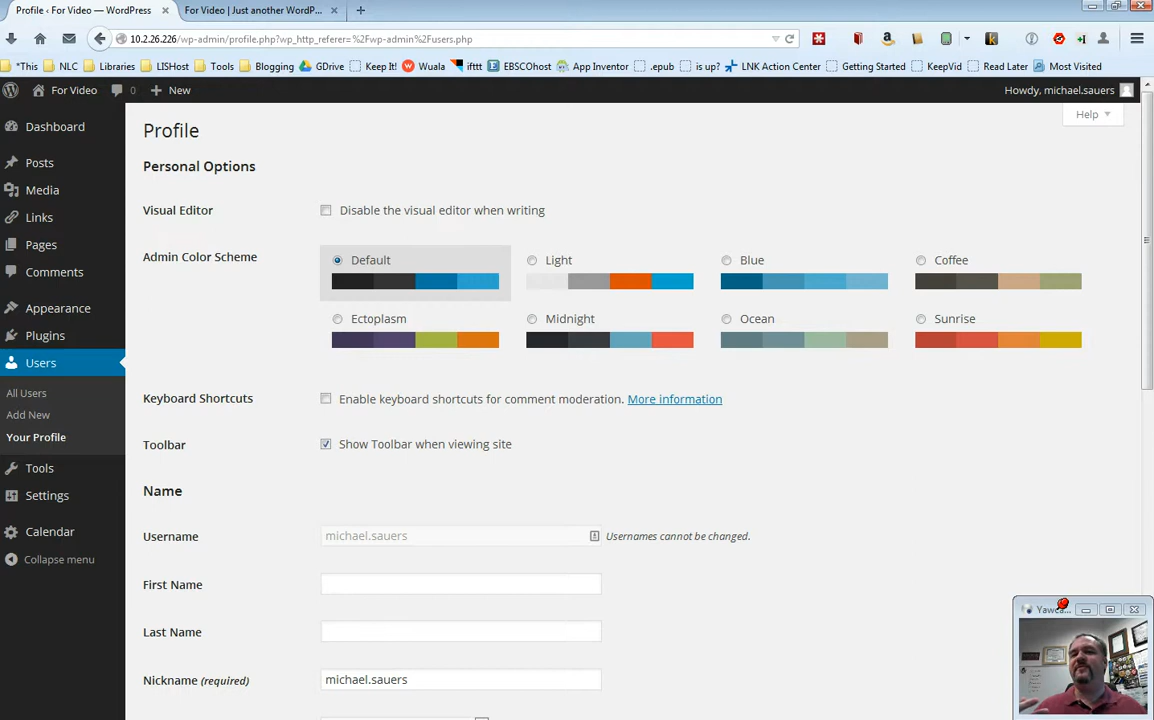 Profile ‹ For Video — WordPress
For Video | Just another WordP...
10.2.26.226/wp-admin/profile.php?wp_http_referer=%2Fwp-admin%2Fusers.php
*This NLC Libraries LISHost Tools Blogging GDrive Keep It! Wuala ifttt EBSCOhost App Inventor .epub is up? LNK Action Center Getting Started KeepVid Read Later Most Visited
For Video 0 New Howdy, michael.sauers
Help
Dashboard
Posts
Media
Links
Pages
Comments
Appearance
Plugins
Users
All Users
Add New
Your Profile
Tools
Settings
Calendar
Collapse menu
Profile
Personal Options
Visual Editor Disable the visual editor when writing
Admin Color Scheme Default Light Blue Coffee
Ectoplasm Midnight Ocean Sunrise
Keyboard Shortcuts Enable keyboard shortcuts for comment moderation. More information
Toolbar Show Toolbar when viewing site
Name
Username michael.sauers Usernames cannot be changed.
First Name
Last Name
Nickname (required) michael.sauers